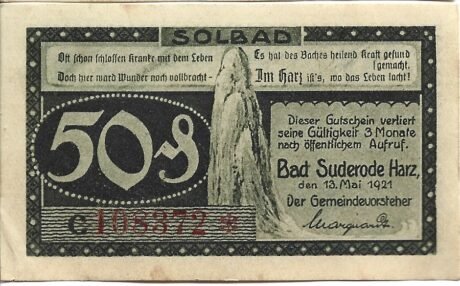 SOLBAD
Oft schon schlossen Kranke mit dem Leben
Doch hier ward Wunder noch vollbracht-
Es hat des Baches heilend Kraft gesund
[gemacht.
Im Harz ist's, wo das Leben lacht!
50 ₰
Dieser Gutschein verliert
seine Gültigkeit 3 Monate
nach öffentlichem Aufruf.
Bad Suderode Harz,
den 13. Mai 1921
Der Gemeindevorsteher
Marquardt
C 108372 *